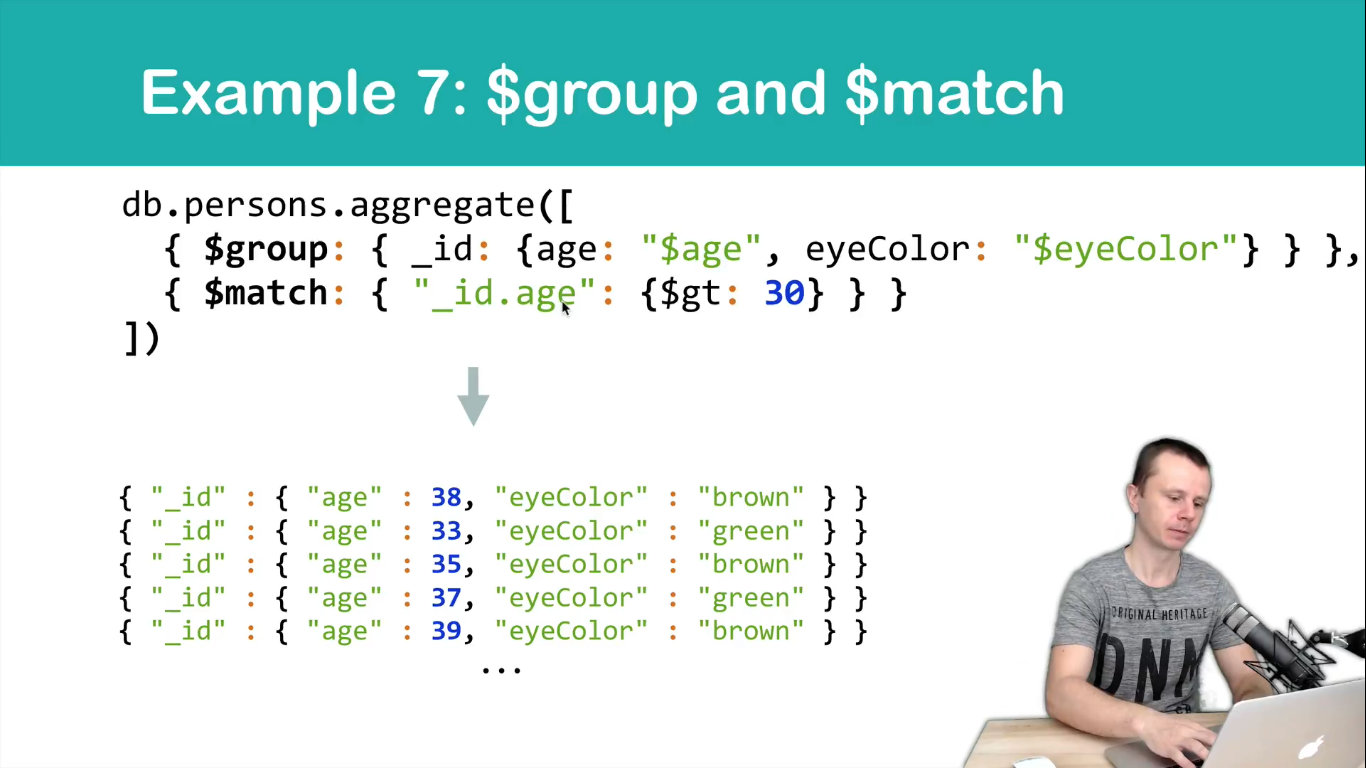 Example 7: $group and $match
db.persons.aggregate([
{ $group: { _id: {age: "$age", eyeColor: "$eyeColor"} } },
{ $match: { "_id.age": {$gt: 30} } }
])
{ "_id" : { "age" : 38, "eyeColor" : "brown" } }
{ "_id" : { "age" : 33, "eyeColor" : "green" } }
{ "_id" : { "age" : 35, "eyeColor" : "brown" } }
{ "_id" : { "age" : 37, "eyeColor" : "green" } }
{ "_id" : { "age" : 39, "eyeColor" : "brown" } }
...
ORIGINAL HERITAGE
DNM